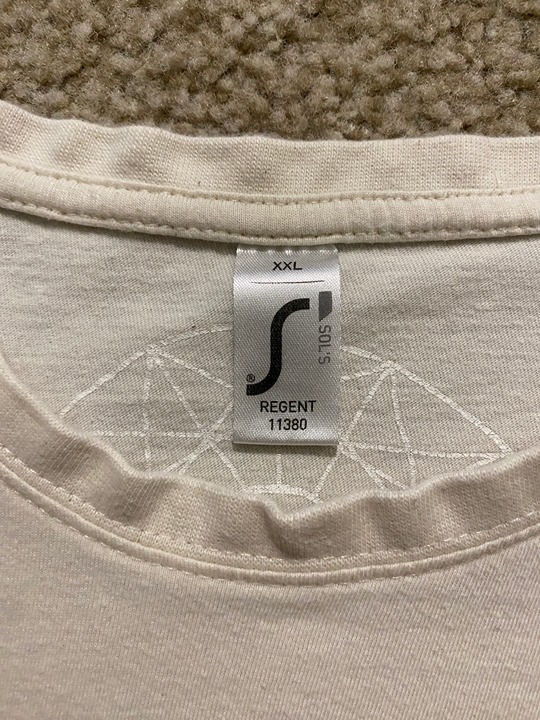 XXL
SOL'S
®
REGENT
11380